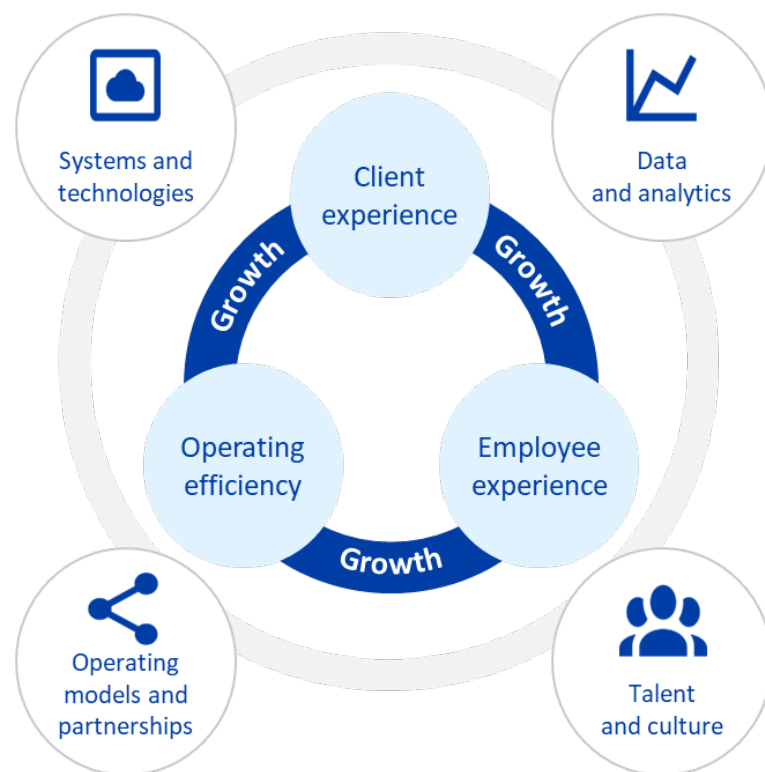 Systems and
technologies
Data
and analytics
Client
experience
Growth
Growth
Operating
efficiency
Employee
experience
Growth
Operating
models and
partnerships
Talent
and culture